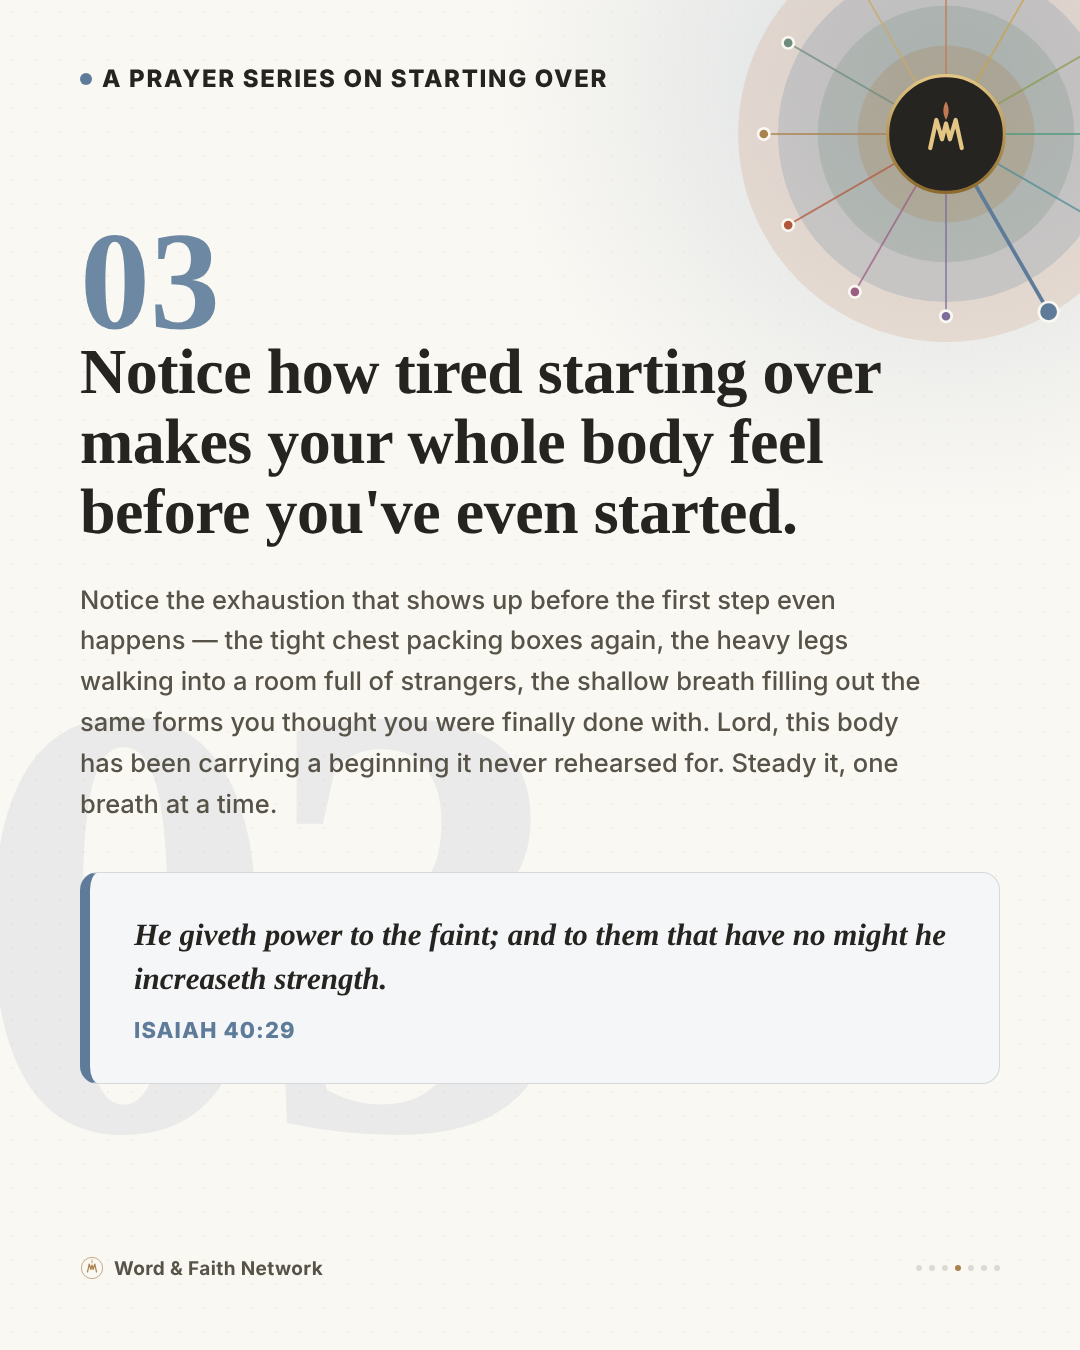 A PRAYER SERIES ON STARTING OVER
03
Notice how tired starting over
makes your whole body feel
before you've even started.
Notice the exhaustion that shows up before the first step even
happens — the tight chest packing boxes again, the heavy legs
walking into a room full of strangers, the shallow breath filling out the
same forms you thought you were finally done with. Lord, this body
has been carrying a beginning it never rehearsed for. Steady it, one
breath at a time.
03
He giveth power to the faint; and to them that have no might he
increaseth strength.
ISAIAH 40:29
Word & Faith Network